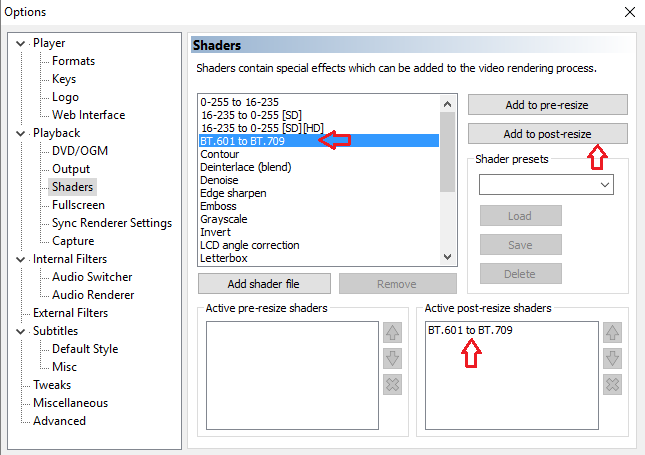 Options
Player
Formats
Keys
Logo
Web Interface
Playback
DVD/OGM
Output
Shaders
Fullscreen
Sync Renderer Settings
Capture
Internal Filters
Audio Switcher
Audio Renderer
External Filters
Subtitles
Default Style
Misc
Tweaks
Miscellaneous
Advanced
Shaders
Shaders contain special effects which can be added to the video rendering process.
0-255 to 16-235
16-235 to 0-255 [SD]
16-235 to 0-255 [SD][HD]
BT.601 to BT.709
Contour
Deinterlace (blend)
Denoise
Edge sharpen
Emboss
Grayscale
Invert
LCD angle correction
Letterbox
Add shader file
Remove
Add to pre-resize
Add to post-resize
Shader presets
Load
Save
Delete
Active pre-resize shaders
Active post-resize shaders
BT.601 to BT.709